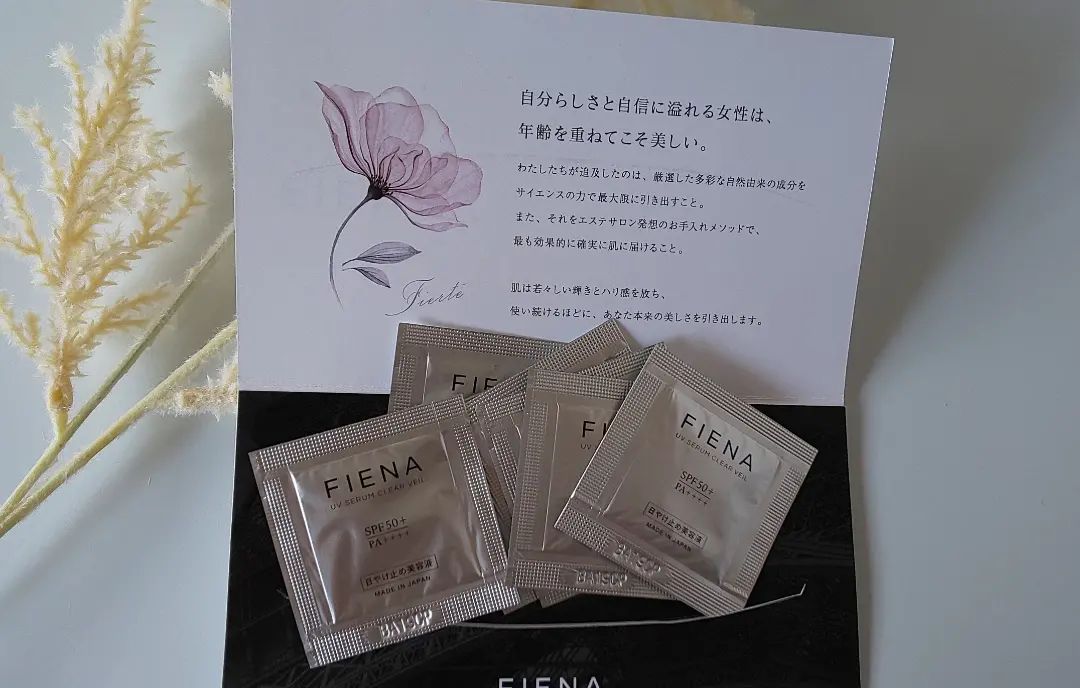 自分らしさと自信に溢れる女性は、
年齢を重ねてこそ美しい。
わたしたちが追及したのは、厳選した多彩な自然由来の成分を
サイエンスの力で最大限に引き出すこと。
また、それをエステサロン発想のお手入れメソッドで、
最も効果的に確実に肌に届けること。
肌は若々しい輝きとハリ感を放ち、
使い続けるほどに、あなた本来の美しさを引き出します。
Fierté
FIENA
UV SERUM CLEAR VEIL
SPF50+
PA++++
日やけ止め美容液
MADE IN JAPAN
FIENA
UV SERUM CLEAR VEIL
SPF50+
PA++++
日やけ止め美容液
MADE IN JAPAN
FIENA